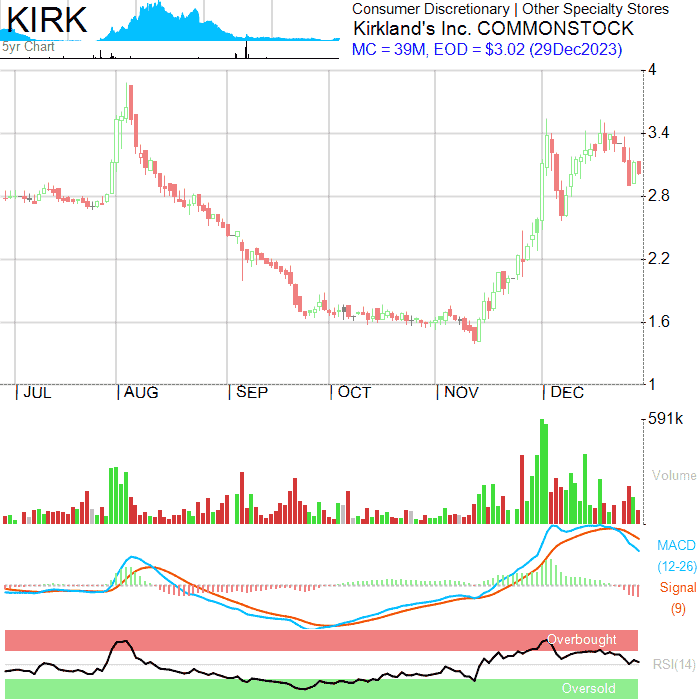 KIRK
5yr Chart
Consumer Discretionary | Other Specialty Stores
Kirkland's Inc. COMMONSTOCK
MC = 39M, EOD = $3.02 (29Dec2023)
4
3.4
2.8
2.2
1.6
1
JUL AUG SEP OCT NOV DEC
591k
Volume
MACD
(12-26)
Signal
(9)
Overbought
RSI(14)
Oversold